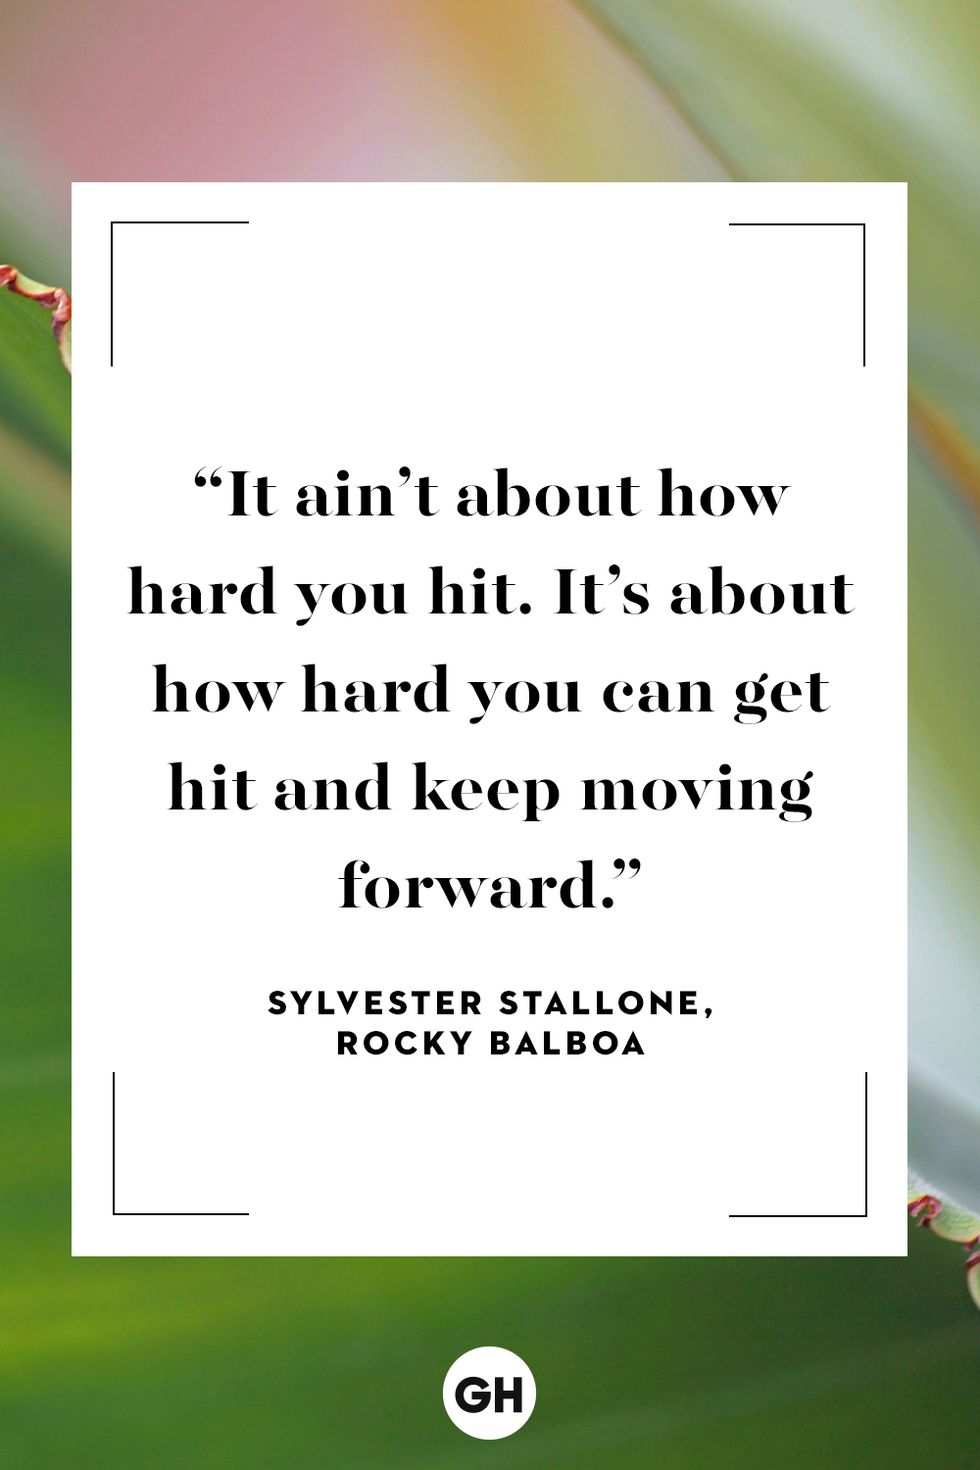 “It ain’t about how
hard you hit. It’s about
how hard you can get
hit and keep moving
forward.”
SYLVESTER STALLONE,
ROCKY BALBOA
GH